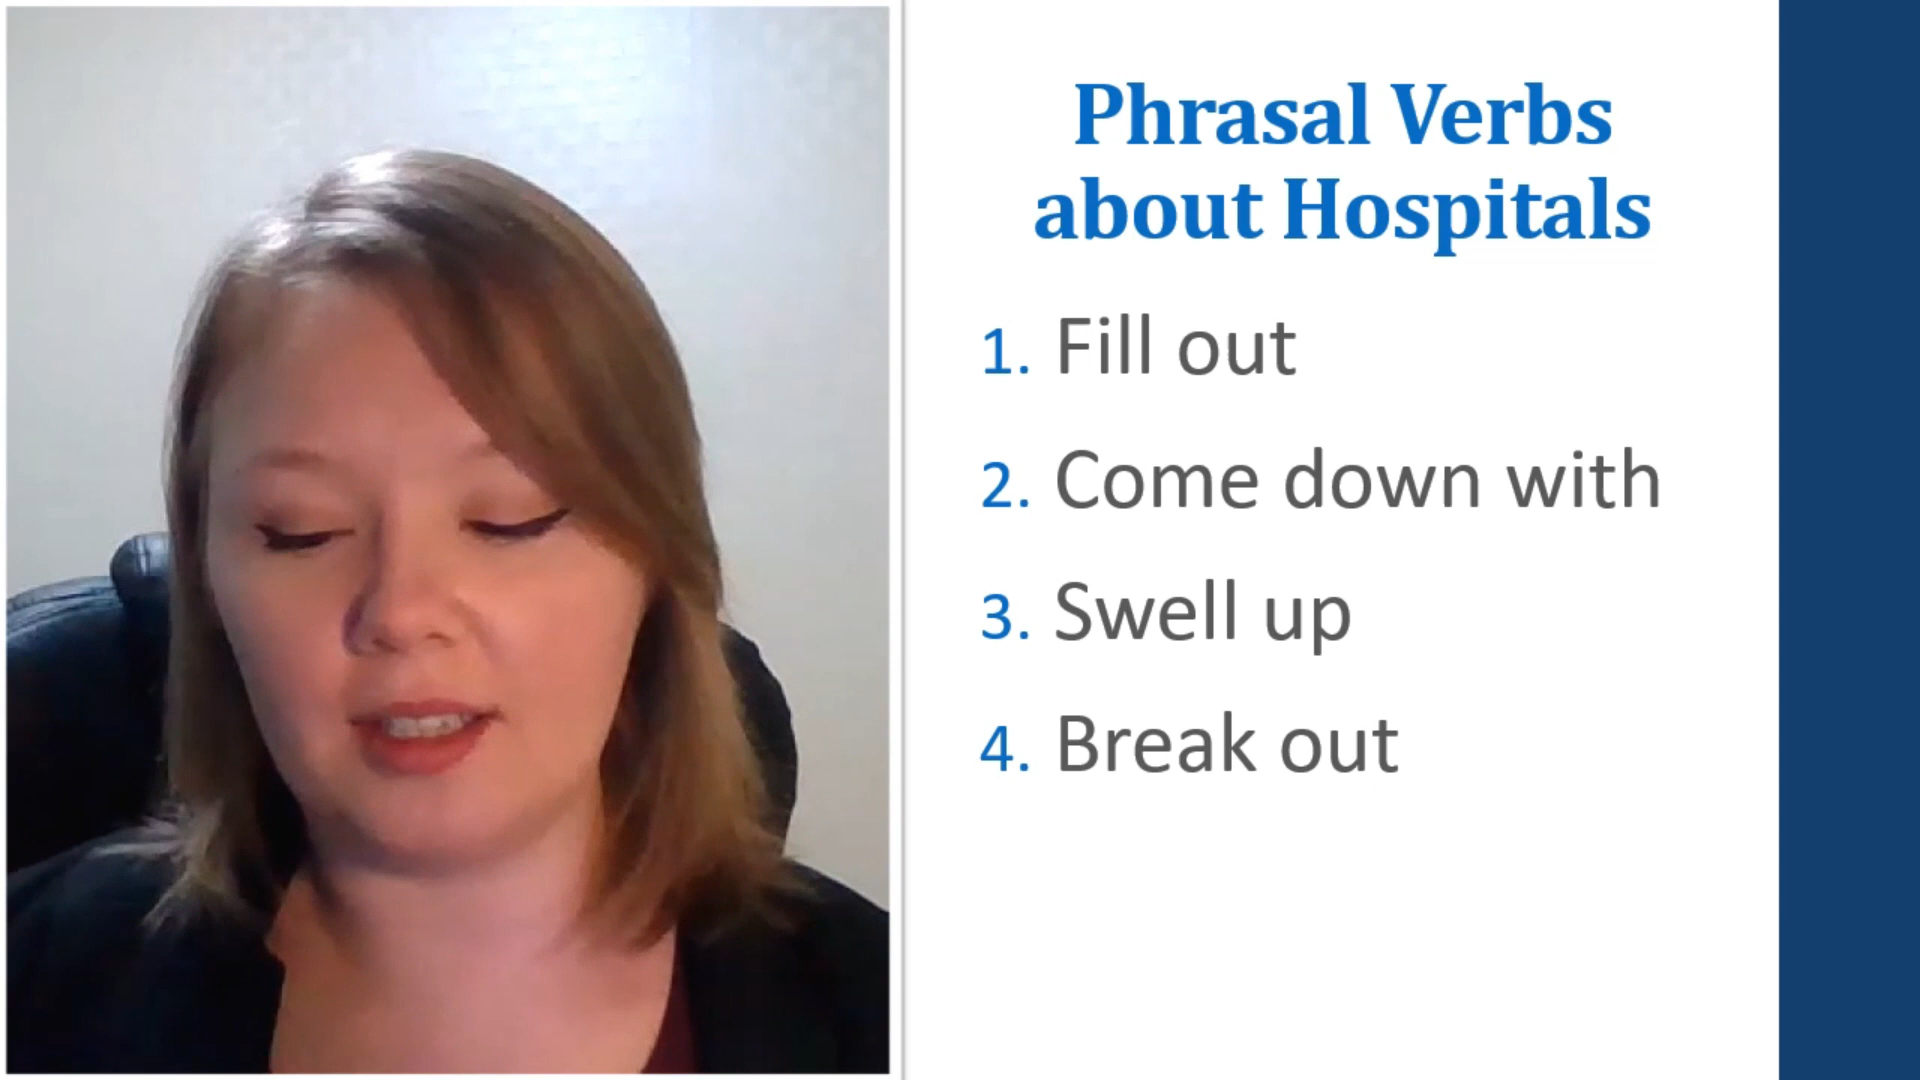 Phrasal Verbs
about Hospitals
1. Fill out
2. Come down with
3. Swell up
4. Break out